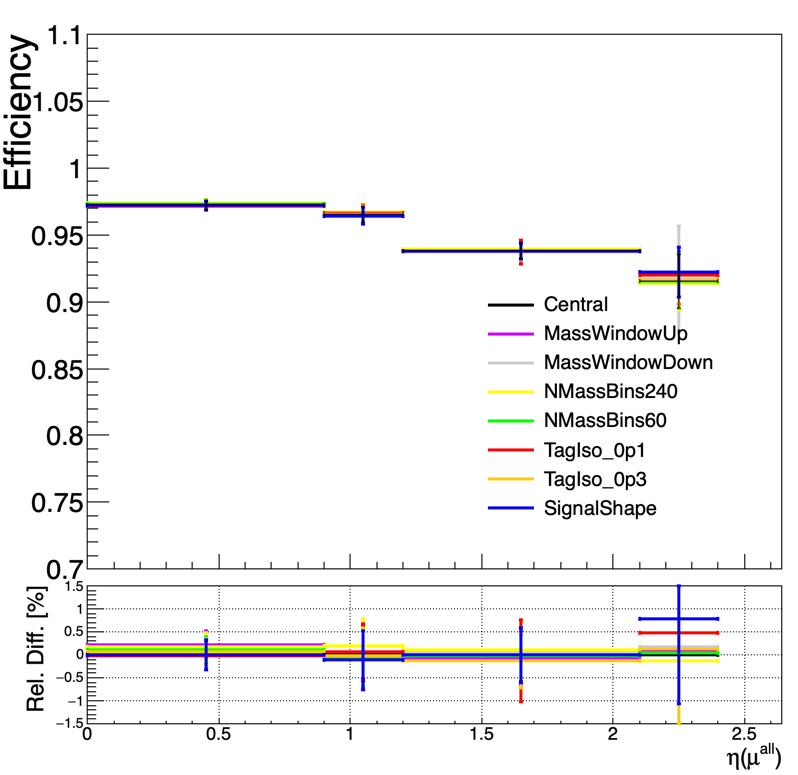 Efficiency
1.1
1.05
1
0.95
0.9
0.85
0.8
0.75
0.7
Central
MassWindowUp
MassWindowDown
NMassBins240
NMassBins60
TagIso_0p1
TagIso_0p3
SignalShape
Rel. Diff. [%]
1.5
1
0.5
0
−0.5
−1
−1.5
0 0.5 1 1.5 2 2.5
η(μ^all)